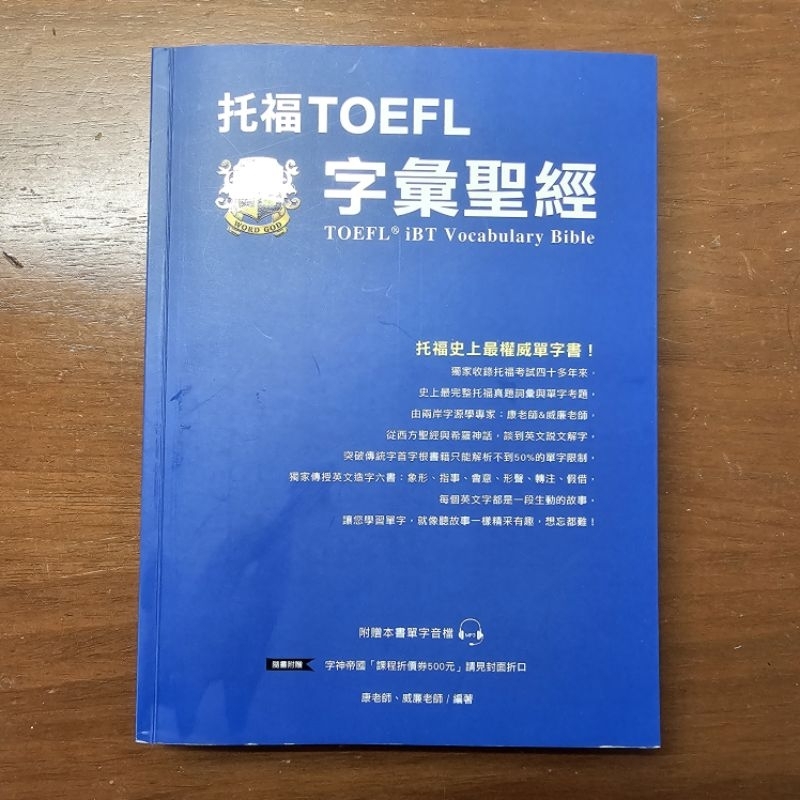 托福TOEFL
字彙聖經
WORD GOD
TOEFL® iBT Vocabulary Bible
托福史上最權威單字書！
獨家收錄托福考試四十多年來，
史上最完整托福真題詞彙與單字考題，
由兩岸字源學專家：康老師&威廉老師，
從西方聖經與希羅神話，談到英文說文解字，
突破傳統字首字根書籍只能解析不到50%的單字限制，
獨家傳授英文造字六書：象形、指事、會意、形聲、轉注、假借，
每個英文字都是一段生動的故事，
讓您學習單字，就像聽故事一樣精采有趣，想忘都難！
附贈本書單字音檔 MP3
隨書附贈 字神帝國「課程折價券500元」請見封面折口
康老師、威廉老師 / 編著